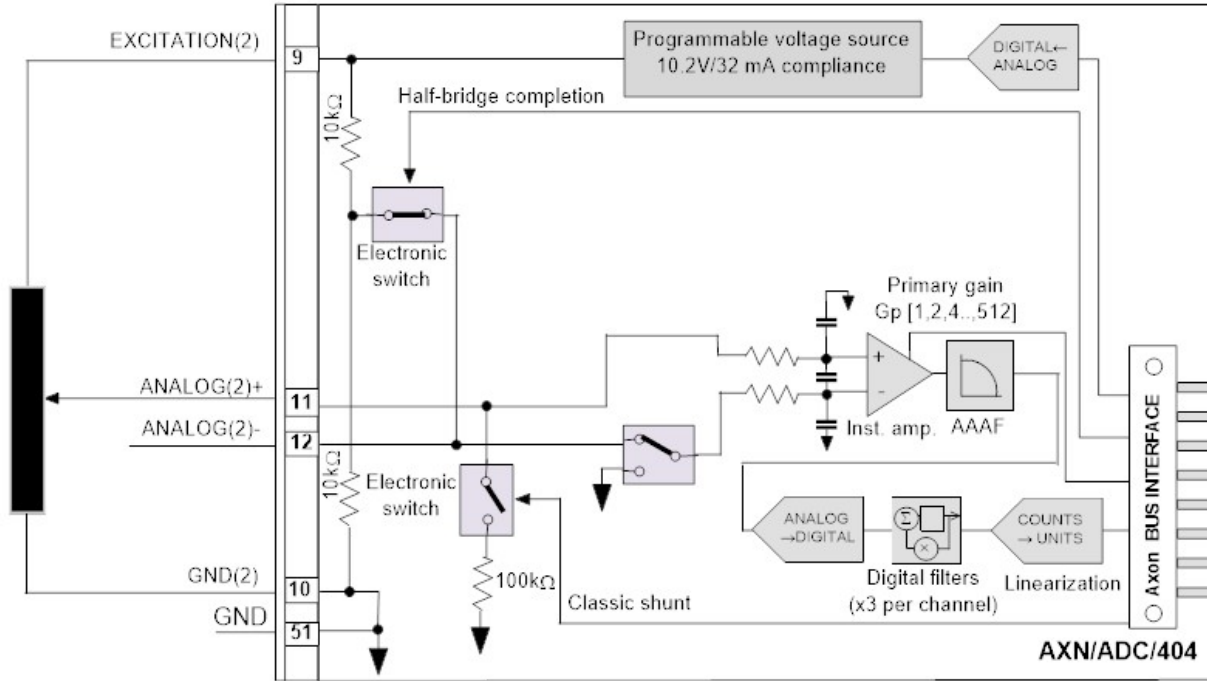 EXCITATION(2)
9
Programmable voltage source
10.2V/32 mA compliance
DIGITAL←
ANALOG
Half-bridge completion
10kΩ
Electronic
switch
Primary gain
Gp [1,2,4..,512]
+
-
Inst. amp.
AAAF
ANALOG(2)+
11
ANALOG(2)-
12
10kΩ
Electronic
switch
100kΩ
Classic shunt
ANALOG
→DIGITAL
Σ
×
Digital filters
(x3 per channel)
COUNTS
→ UNITS
Linearization
Axon BUS INTERFACE
GND(2)
10
GND
51
AXN/ADC/404